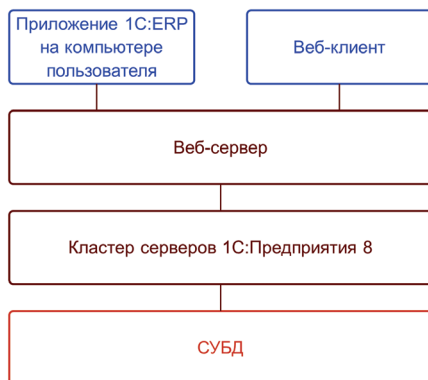 Приложение 1С:ERP
на компьютере
пользователя
Веб-клиент
Веб-сервер
Кластер серверов 1С:Предприятия 8
СУБД